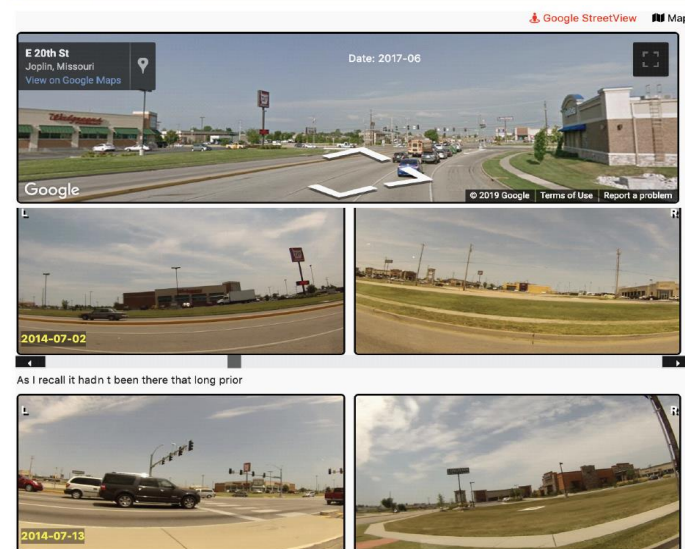 Google StreetView Map
E 20th St
Joplin, Missouri
View on Google Maps
Date: 2017-06
Walgreens
Google
© 2019 Google Terms of Use Report a problem
L
R
2014-07-02
As I recall it hadn t been there that long prior
L
R
2014-07-13